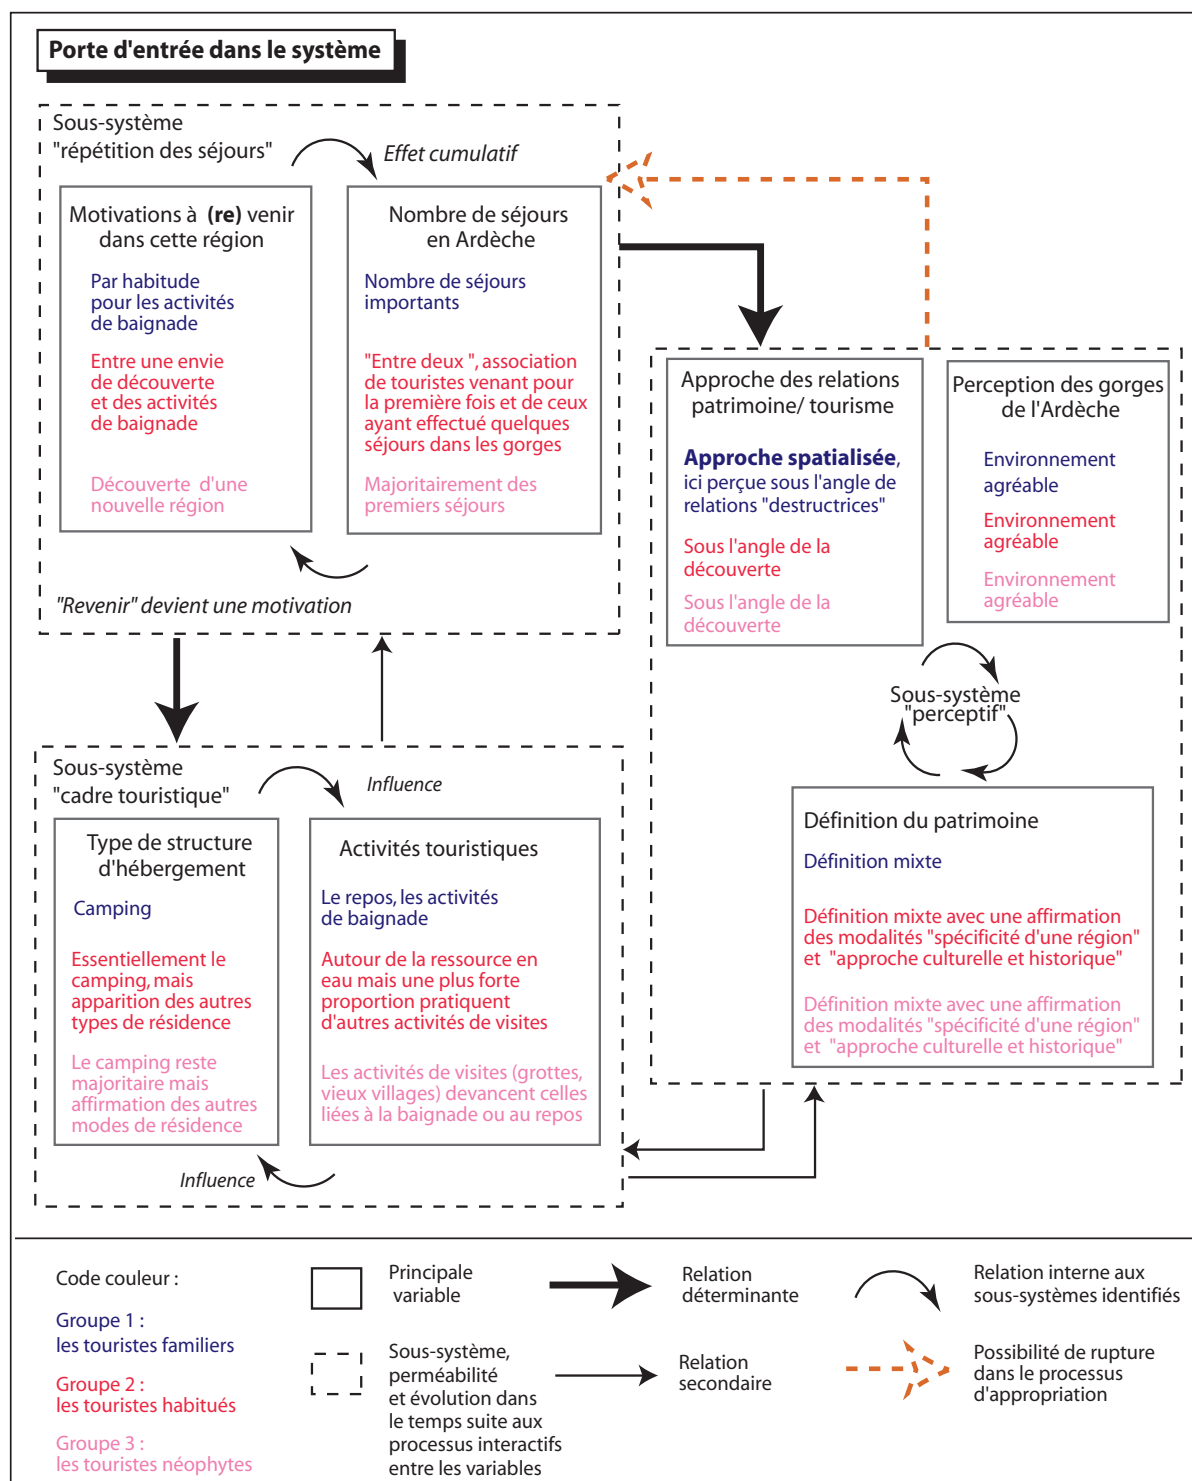 Porte d'entrée dans le système
Sous-système
"répétition des séjours"
Effet cumulatif
Motivations à (re) venir
dans cette région
Par habitude
pour les activités
de baignade
Entre une envie
de découverte
et des activités
de baignade
Découverte d'une
nouvelle région
Nombre de séjours
en Ardèche
Nombre de séjours
importants
"Entre deux ", association
de touristes venant pour
la première fois et de ceux
ayant effectué quelques
séjours dans les gorges
Majoritairement des
premiers séjours
"Revenir" devient une motivation
Approche des relations
patrimoine/ tourisme
Approche spatialisée,
ici perçue sous l'angle de
relations "destructrices"
Sous l'angle de la
découverte
Sous l'angle de la
découverte
Perception des gorges
de l'Ardèche
Environnement
agréable
Environnement
agréable
Environnement
agréable
Sous-système
"perceptif"
Définition du patrimoine
Définition mixte
Définition mixte avec une affirmation
des modalités "spécificité d'une région"
et "approche culturelle et historique"
Définition mixte avec une affirmation
des modalités "spécificité d'une région"
et "approche culturelle et historique"
Sous-système
"cadre touristique"
Influence
Type de structure
d'hébergement
Camping
Essentiellement le
camping, mais
apparition des autres
types de résidence
Le camping reste
majoritaire mais
affirmation des autres
modes de résidence
Activités touristiques
Le repos, les activités
de baignade
Autour de la ressource en
eau mais une plus forte
proportion pratiquent
d'autres activités de visites
Les activités de visites (grottes,
vieux villages) devancent celles
liées à la baignade ou au repos
Influence
Code couleur :
Groupe 1 :
les touristes familiers
Groupe 2 :
les touristes habitués
Groupe 3 :
les touristes néophytes
Principale
variable
Sous-système,
perméabilité
et évolution dans
le temps suite aux
processus interactifs
entre les variables
Relation
déterminante
Relation
secondaire
Relation interne aux
sous-systèmes identifiés
Possibilité de rupture
dans le processus
d'appropriation